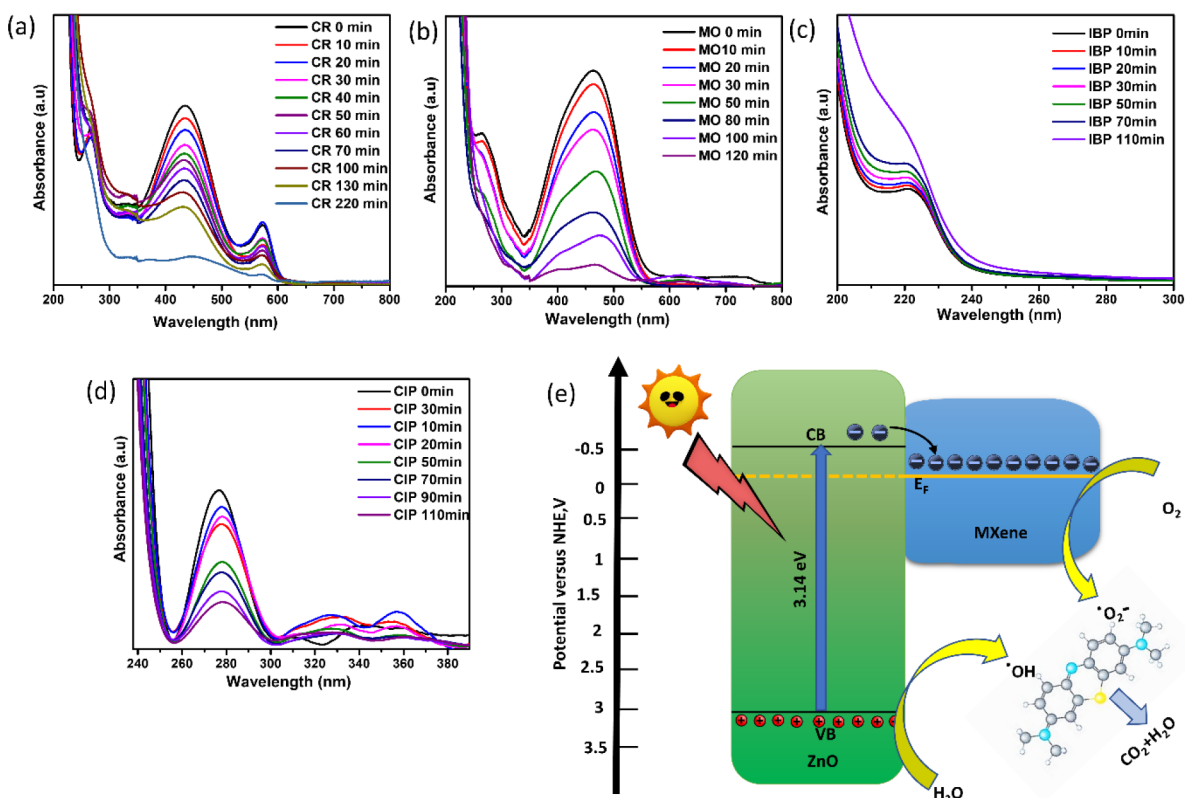 (a)
CR 0 min
CR 10 min
CR 20 min
CR 30 min
CR 40 min
CR 50 min
CR 60 min
CR 70 min
CR 100 min
CR 130 min
CR 220 min
Absorbance (a.u)
200 300 400 500 600 700 800
Wavelength (nm)
(b)
MO 0 min
MO10 min
MO 20 min
MO 30 min
MO 50 min
MO 80 min
MO 100 min
MO 120 min
Absorbance (a.u)
200 300 400 500 600 700 800
Wavelength (nm)
(c)
IBP 0min
IBP 10min
IBP 20min
IBP 30min
IBP 50min
IBP 70min
IBP 110min
Absorbance (a.u)
200 220 240 260 280 300
Wavelength (nm)
(d)
CIP 0min
CIP 30min
CIP 10min
CIP 20min
CIP 50min
CIP 70min
CIP 90min
CIP 110min
Absorbance (a.u)
240 260 280 300 320 340 360 380
Wavelength (nm)
(e)
Potential versus NHE,V
-0.5
0
0.5
1
1.5
2
2.5
3
3.5
CB
E_F
MXene
O₂
3.14 eV
•O₂⁻
•OH
CO₂+H₂O
VB
ZnO
H₂O